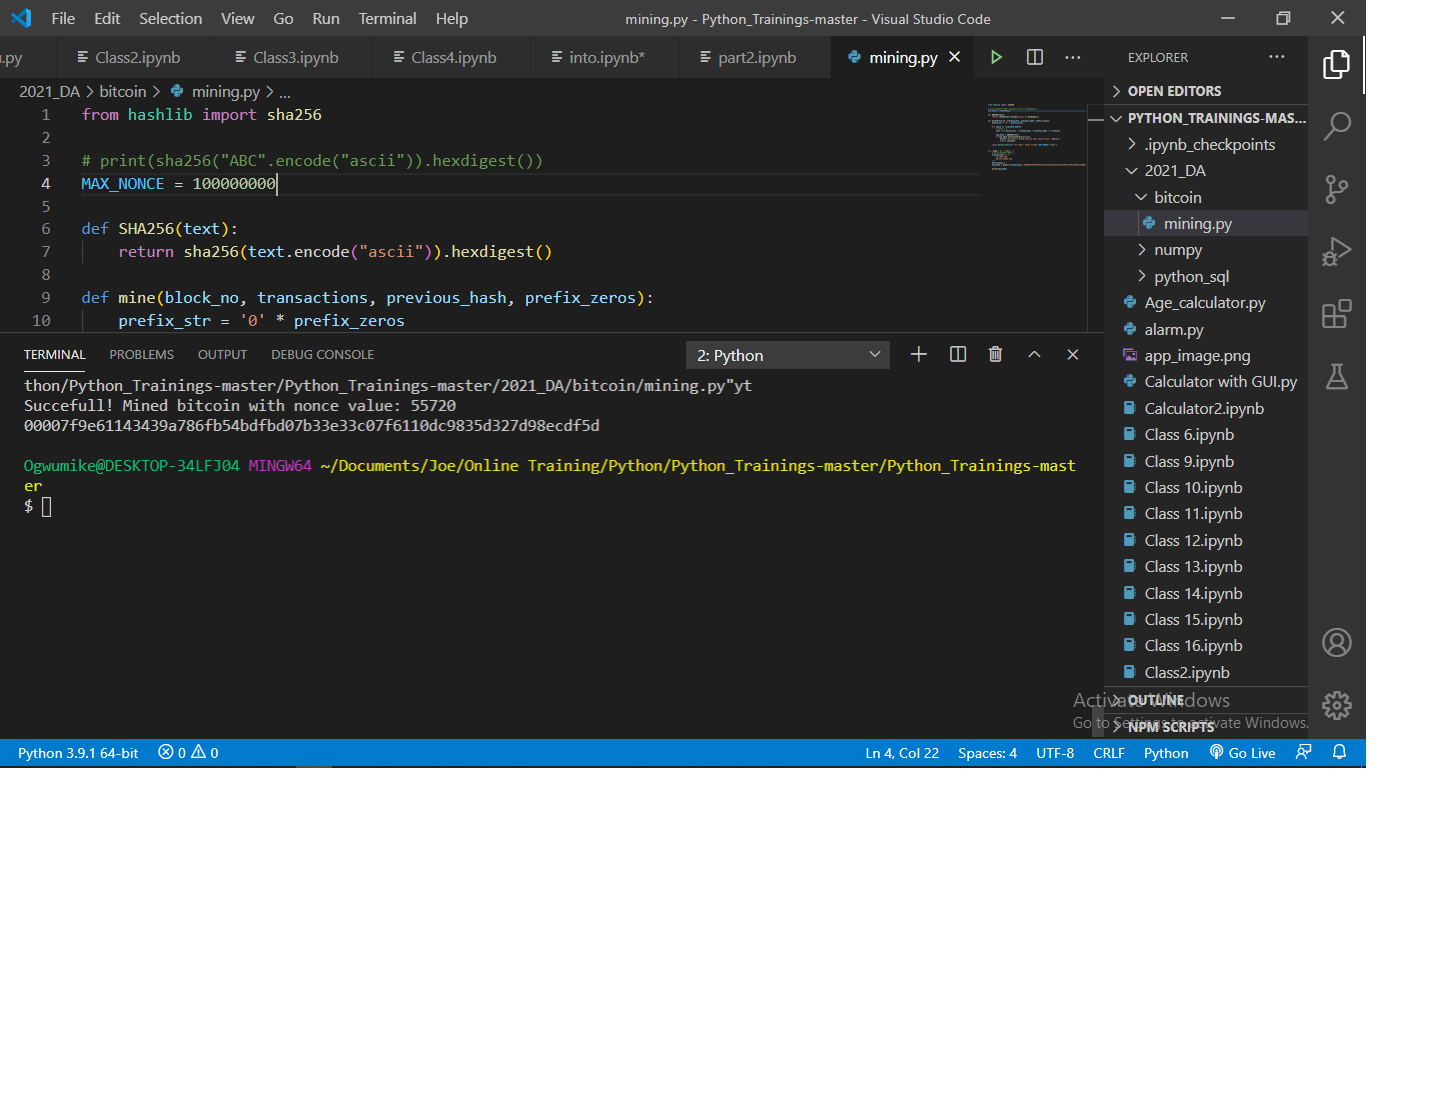 File Edit Selection View Go Run Terminal Help mining.py - Python_Trainings-master - Visual Studio Code
.py Class2.ipynb Class3.ipynb Class4.ipynb into.ipynb* part2.ipynb mining.py
2021_DA > bitcoin > mining.py > ...
1 from hashlib import sha256
2
3 # print(sha256("ABC".encode("ascii")).hexdigest())
4 MAX_NONCE = 100000000
5
6 def SHA256(text):
7 return sha256(text.encode("ascii")).hexdigest()
8
9 def mine(block_no, transactions, previous_hash, prefix_zeros):
10 prefix_str = '0' * prefix_zeros
TERMINAL PROBLEMS OUTPUT DEBUG CONSOLE 2: Python
thon/Python_Trainings-master/Python_Trainings-master/2021_DA/bitcoin/mining.py"yt
Succefull! Mined bitcoin with nonce value: 55720
00007f9e61143439a786fb54bdfbd07b33e33c07f6110dc9835d327d98ecdf5d
Ogwumike@DESKTOP-34LFJ04 MINGW64 ~/Documents/Joe/Online Training/Python/Python_Trainings-master/Python_Trainings-mast
er
$
EXPLORER
OPEN EDITORS
PYTHON_TRAININGS-MAS...
.ipynb_checkpoints
2021_DA
bitcoin
mining.py
numpy
python_sql
Age_calculator.py
alarm.py
app_image.png
Calculator with GUI.py
Calculator2.ipynb
Class 6.ipynb
Class 9.ipynb
Class 10.ipynb
Class 11.ipynb
Class 12.ipynb
Class 13.ipynb
Class 14.ipynb
Class 15.ipynb
Class 16.ipynb
Class2.ipynb
OUTLINE
NPM SCRIPTS
Activate Windows
Go to Settings to activate Windows.
Python 3.9.1 64-bit 0 0 Ln 4, Col 22 Spaces: 4 UTF-8 CRLF Python Go Live